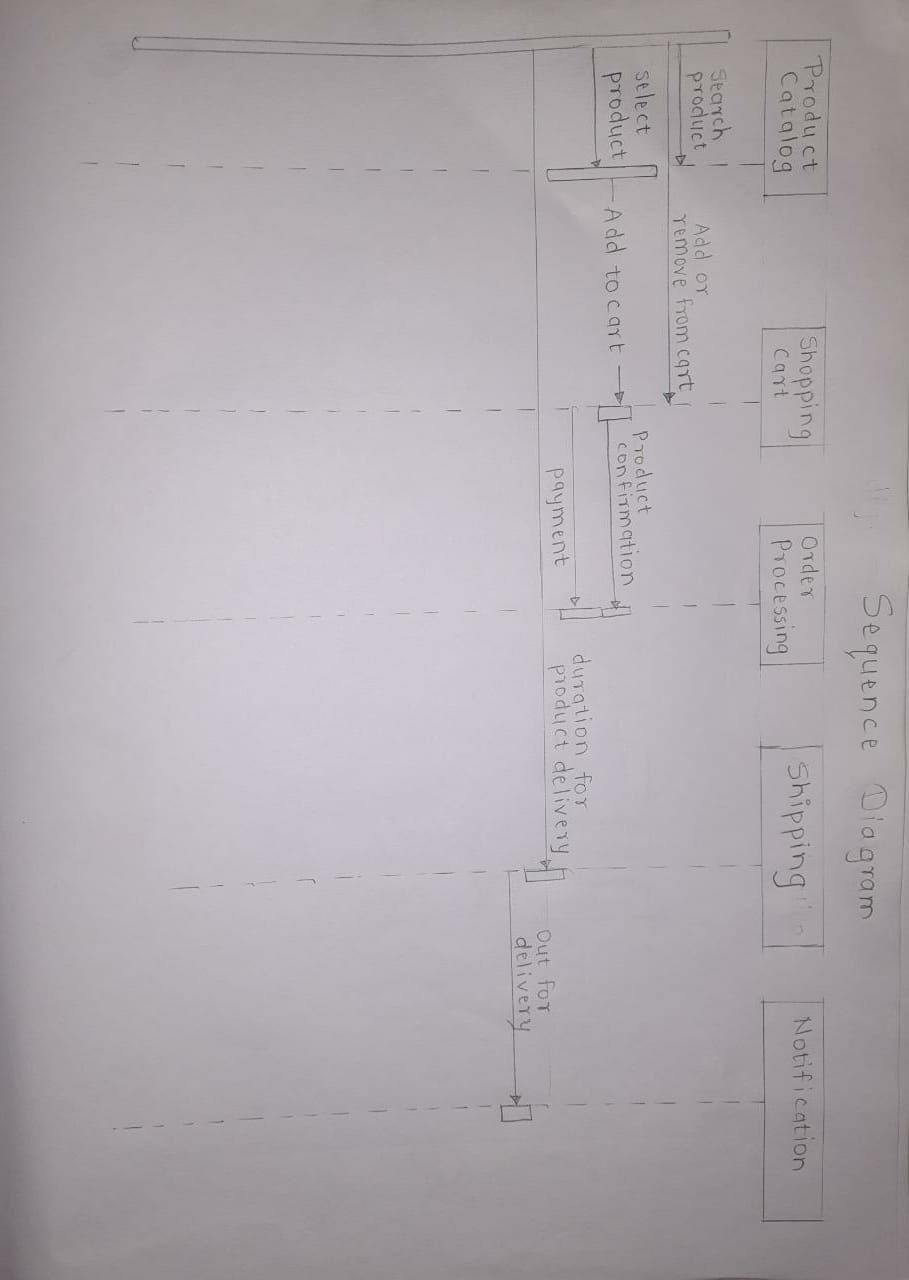 Sequence Diagram
Product
Catalog
Shopping
Cart
Order
Processing
Shipping
Notification
Search
product
Add or
remove from cart
Select
product
Add to cart
Product
confirmation
payment
duration for
product delivery
Out for
delivery